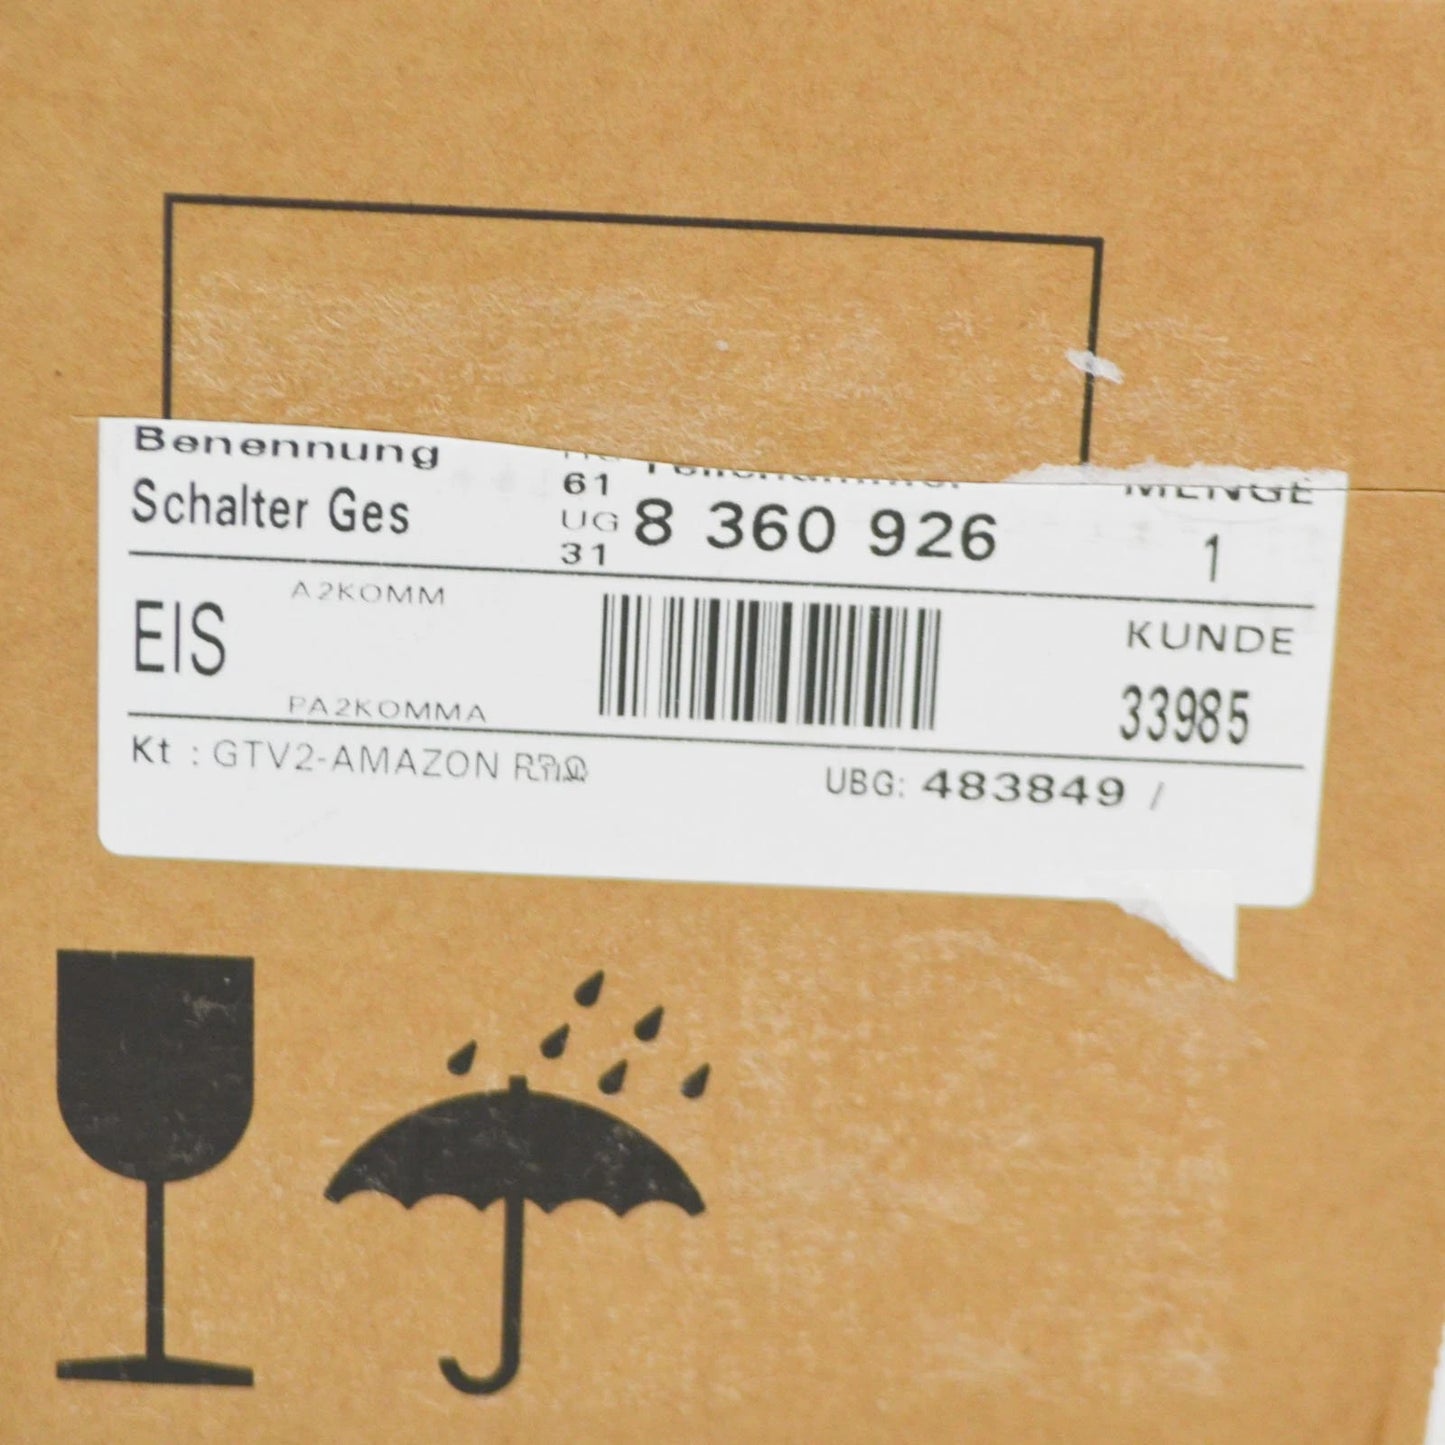 Benennung
Schalter Ges
61
UG
31
8 360 926
MENGE
1
A2KOMM
EIS
PA2KOMMA
KUNDE
33985
Kt : GTV2-AMAZON
UBG: 483849 /